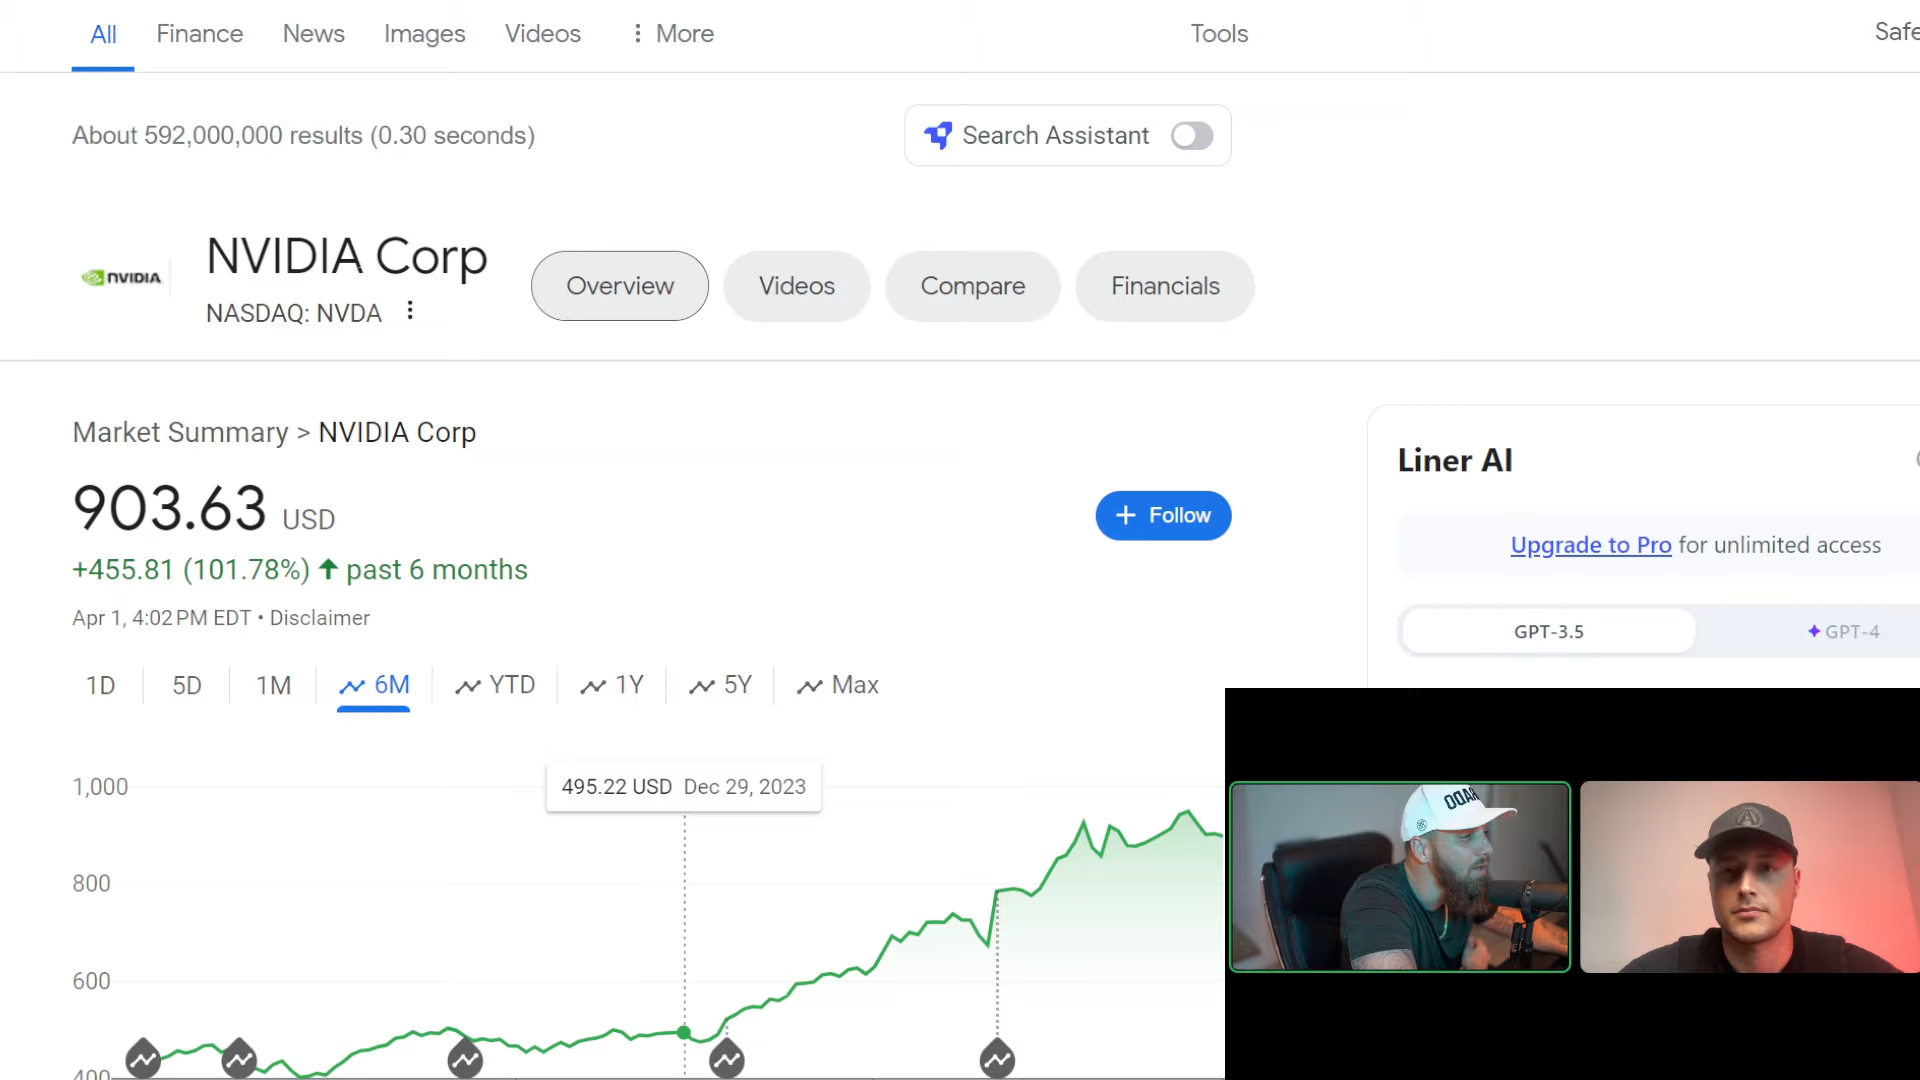 All Finance News Images Videos More Tools Safe
About 592,000,000 results (0.30 seconds)
Search Assistant
NVIDIA
NVIDIA Corp
NASDAQ: NVDA
Overview Videos Compare Financials
Market Summary > NVIDIA Corp
903.63 USD
+ Follow
+455.81 (101.78%) ↑ past 6 months
Apr 1, 4:02 PM EDT • Disclaimer
1D 5D 1M 6M YTD 1Y 5Y Max
Liner AI
Upgrade to Pro for unlimited access
GPT-3.5 GPT-4
495.22 USD Dec 29, 2023
1,000
800
600
400